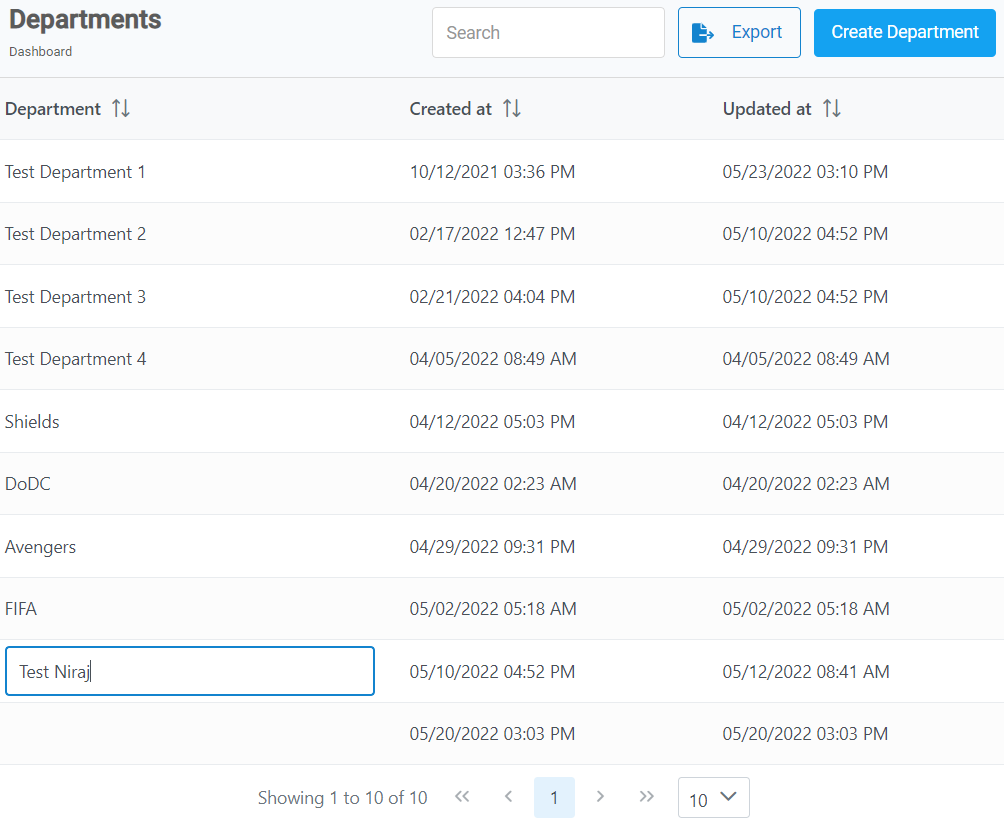 Departments
Dashboard
Search
Export
Create Department
Department Created at Updated at
Test Department 1 10/12/2021 03:36 PM 05/23/2022 03:10 PM
Test Department 2 02/17/2022 12:47 PM 05/10/2022 04:52 PM
Test Department 3 02/21/2022 04:04 PM 05/10/2022 04:52 PM
Test Department 4 04/05/2022 08:49 AM 04/05/2022 08:49 AM
Shields 04/12/2022 05:03 PM 04/12/2022 05:03 PM
DoDC 04/20/2022 02:23 AM 04/20/2022 02:23 AM
Avengers 04/29/2022 09:31 PM 04/29/2022 09:31 PM
FIFA 05/02/2022 05:18 AM 05/02/2022 05:18 AM
Test Niraj 05/10/2022 04:52 PM 05/12/2022 08:41 AM
05/20/2022 03:03 PM 05/20/2022 03:03 PM
Showing 1 to 10 of 10 1 10